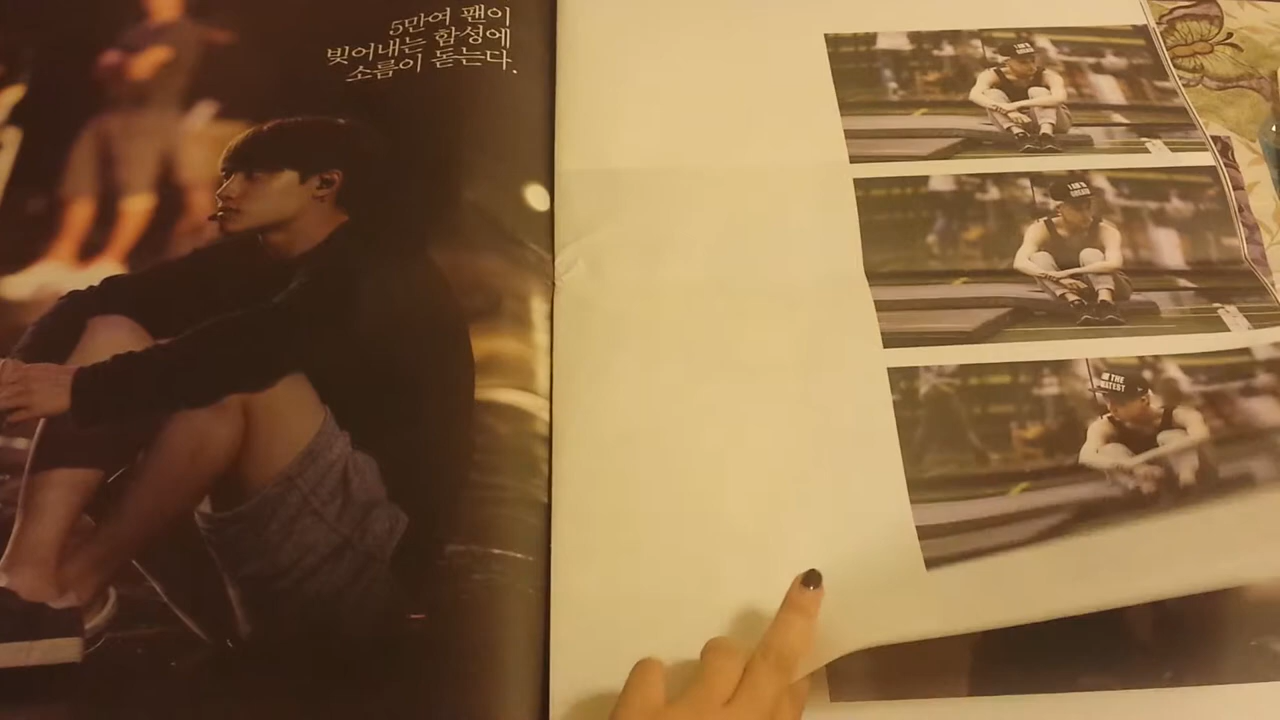 5만여 팬이
빚어내는 함성에
소름이 돋는다.